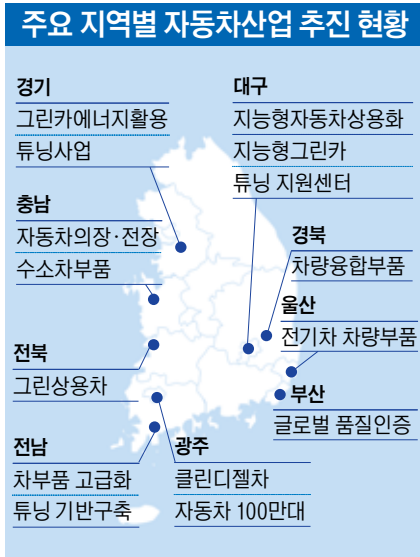 주요 지역별 자동차산업 추진 현황
경기
그린카에너지활용
튜닝사업
대구
지능형자동차상용화
지능형그린카
튜닝 지원센터
충남
자동차의장·전장
수소차부품
경북
차량융합부품
울산
전기차 차량부품
전북
그린상용차
부산
글로벌 품질인증
전남
차부품 고급화
튜닝 기반구축
광주
클린디젤차
자동차 100만대